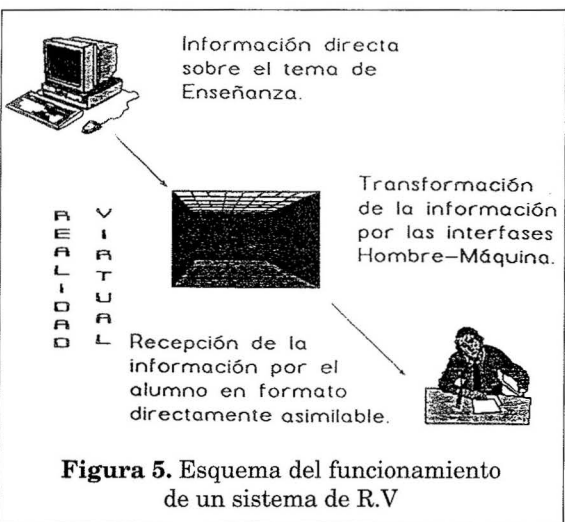 Información directa
sobre el tema de
Enseñanza.
Transformación
de la información
por las interfases
Hombre-Máquina.
REALIDAD
VIRTUAL
Recepción de la
información por el
alumno en formato
directamente asimilable.
Figura 5. Esquema del funcionamiento
de un sistema de R.V